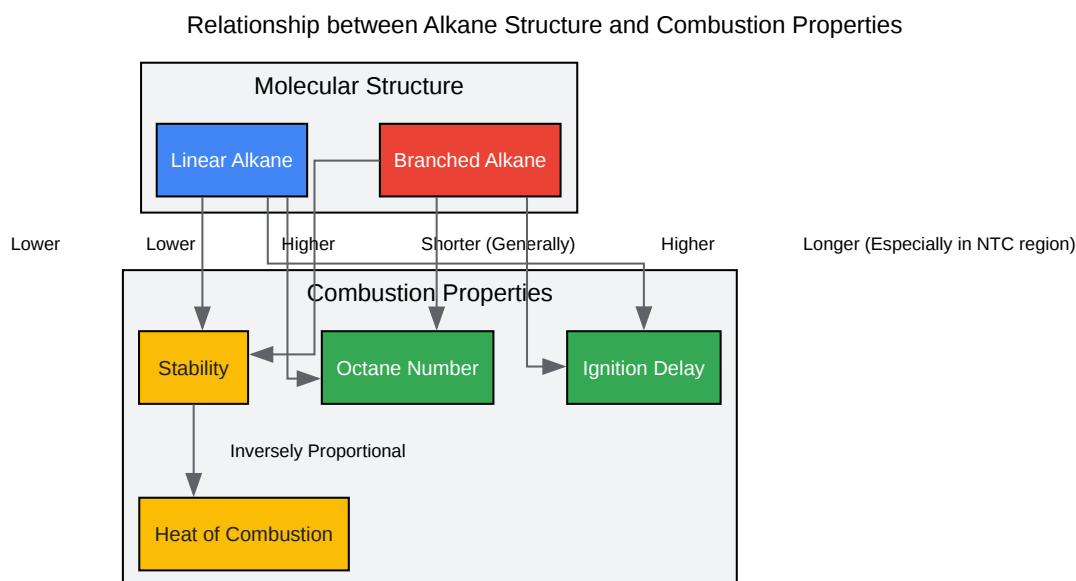 Relationship between Alkane Structure and Combustion Properties
Molecular Structure
Linear Alkane
Branched Alkane
Lower
Lower
Higher
Shorter (Generally)
Higher
Longer (Especially in NTC region)
Combustion Properties
Stability
Octane Number
Ignition Delay
Inversely Proportional
Heat of Combustion